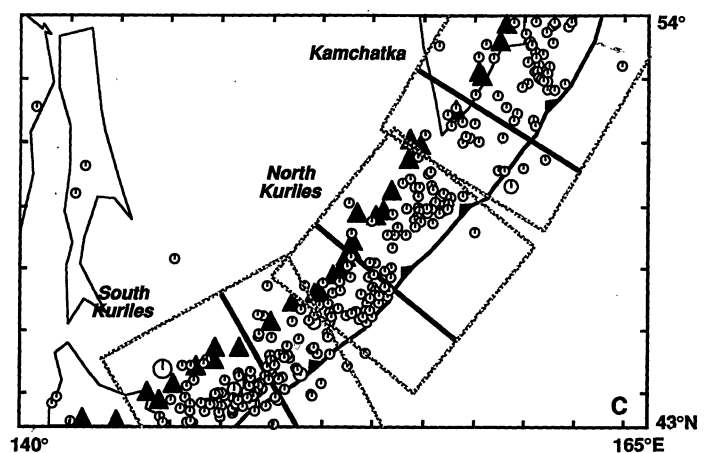 54°
Kamchatka
North
Kuriles
South
Kuriles
C
43°N
140°
165°E